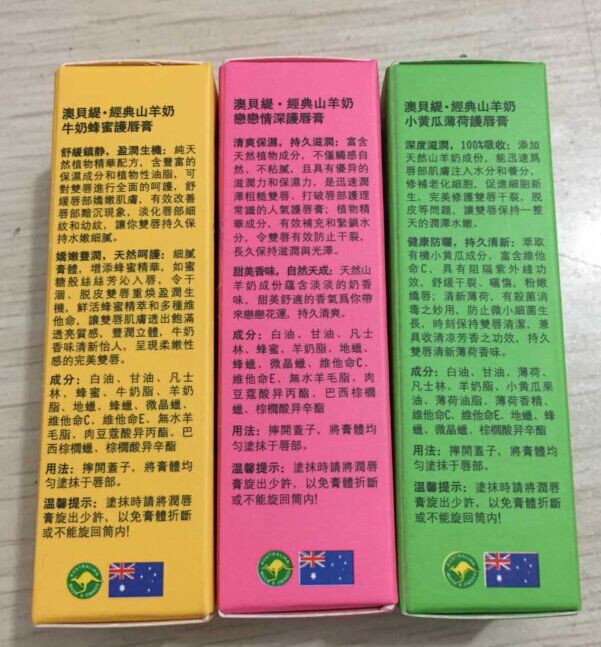 澳貝緹·經典山羊奶
牛奶蜂蜜護唇膏
舒緩鎮静，盈潤生機：純天
然植物精華配方，含豐富的
保濕成分和植物性油脂，可
對雙唇進行全面的呵護，舒
緩唇部嬌嫩肌膚，有效改善
唇部黯沉現象，淡化唇部細
紋和幼紋，讓你雙唇持久保
持水嫩細膩。
嬌嫩豐潤，天然呵護：細膩
膏體，增添蜂蜜精華，如蜜
糖般絲絲芳沁入唇，令干
涸、脱皮雙唇重焕盈潤生
機，鮮活蜂蜜萃和多種維
他命，讓雙唇肌膚透出飽滿
透亮質感，豐潤立體，牛奶
香味清新怡人，呈現柔嫩性
感的完美雙唇。
成分：白油、甘油、凡士
林、蜂蜜、牛奶脂、羊奶
脂、地蠟、蜂蠟、微晶蠟、
維他命C、維他命E、無水羊
毛脂、肉豆蔻酸异丙酯、巴
西棕櫚蠟、棕櫚酸异辛酯
用法：擰開蓋子，將膏體均
匀塗抹于唇部。
溫馨提示：塗抹時請將潤唇
膏旋出少許，以免膏體折斷
或不能旋回筒内!
澳貝緹·經典山羊奶
戀戀情深護唇膏
清爽保濕，持久滋潤：富含
天然植物成分，不僅觸感自
然、不粘膩，且具有優异的
滋潤力和保濕力、是迅速潤
澤粗糙雙唇、打破唇部護理
常識的人氣護唇膏；植物精
華成分，有效補充和緊鎖水
分，令雙唇有效防止干裂，
長久保持滋潤與光澤。
甜美香味，自然天成：天然山
羊奶成份蘊含淡淡的奶香
味，甜美舒適的香氣爲你帶
來戀戀花運，持久清爽。
成分：白油、甘油、凡士
林、蜂蜜、羊奶脂、地蠟、
蜂蠟、微晶蠟、維他命C、
維他命E、無水羊毛脂、肉
豆蔻酸异丙酯、巴西棕櫚
蠟、棕櫚酸异辛酯
用法：擰開蓋子，將膏體均
匀塗抹于唇部。
溫馨提示：塗抹時請將潤唇
膏旋出少許，以免膏體折斷
或不能旋回筒内!
澳貝緹·經典山羊奶
小黄瓜薄荷護唇膏
深度滋潤，100%吸收：添加
天然山羊奶成份，能迅速爲
唇部肌膚注入水分和養分，
修補老化細胞，促進細胞新
生，完美修護雙唇干裂，脱
皮等問題，讓雙唇保持一整
天的潤澤水嫩。
健康防曬，持久清新：萃取
有機小黄瓜成分，富含維他
命C，具有阻隔紫外綫功
效，舒緩干裂、曬傷，粉嫩
嬌唇；清新薄荷，有殺菌消
毒之妙用，防止微小細菌生
長，時刻保持雙唇清潔，兼
具收清凉芳香之功效，持久
雙唇清新薄荷香味。
成分：白油、甘油、薄荷、
凡士林、羊奶脂、小黄瓜果
油、薄荷油脂、薄荷香精、
維他命C、維他命E、地蠟、蜂
蠟、微晶蠟、棕櫚酸异辛酯
用法：擰開蓋子，將膏體均
匀塗抹于唇部。
溫馨提示：塗抹時請將潤唇
膏旋出少許，以免膏體折斷
或不能旋回筒内!
AUSTRALIAN